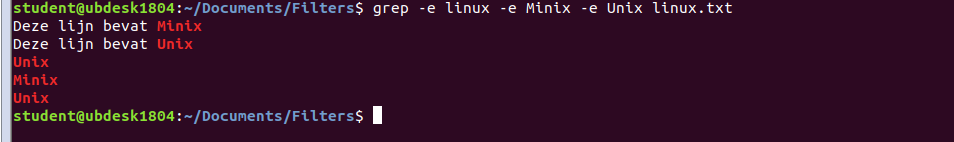 student@ubdesk1804:~/Documents/Filters$ grep -e linux -e Minix -e Unix linux.txt
Deze lijn bevat Minix
Deze lijn bevat Unix
Unix
Minix
Unix
student@ubdesk1804:~/Documents/Filters$